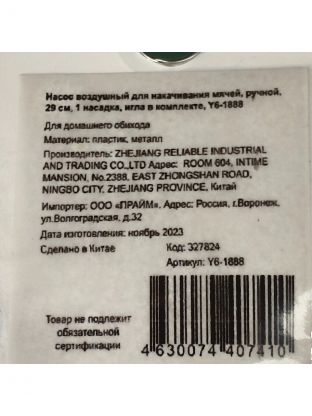 Насос воздушный для накачивания мячей, ручной,
29 см, 1 насадка, игла в комплекте, Y6-1888
Для домашнего обихода
Материал: пластик, металл
Производитель: ZHEJIANG RELIABLE INDUSTRIAL
AND TRADING CO.,LTD Адрес: ROOM 604, INTIME
MANSION, No.2388, EAST ZHONGSHAN ROAD,
NINGBO CITY, ZHEJIANG PROVINCE, Китай
Импортер: ООО «ПРАЙМ», Адрес: Россия, г.Воронеж,
ул.Волгоградская, д.32
Дата изготовления: ноябрь 2023
Сделано в Китае Код: 327824
Артикул: Y6-1888
Товар не подлежит
обязательной
сертификации
4 630074 407410